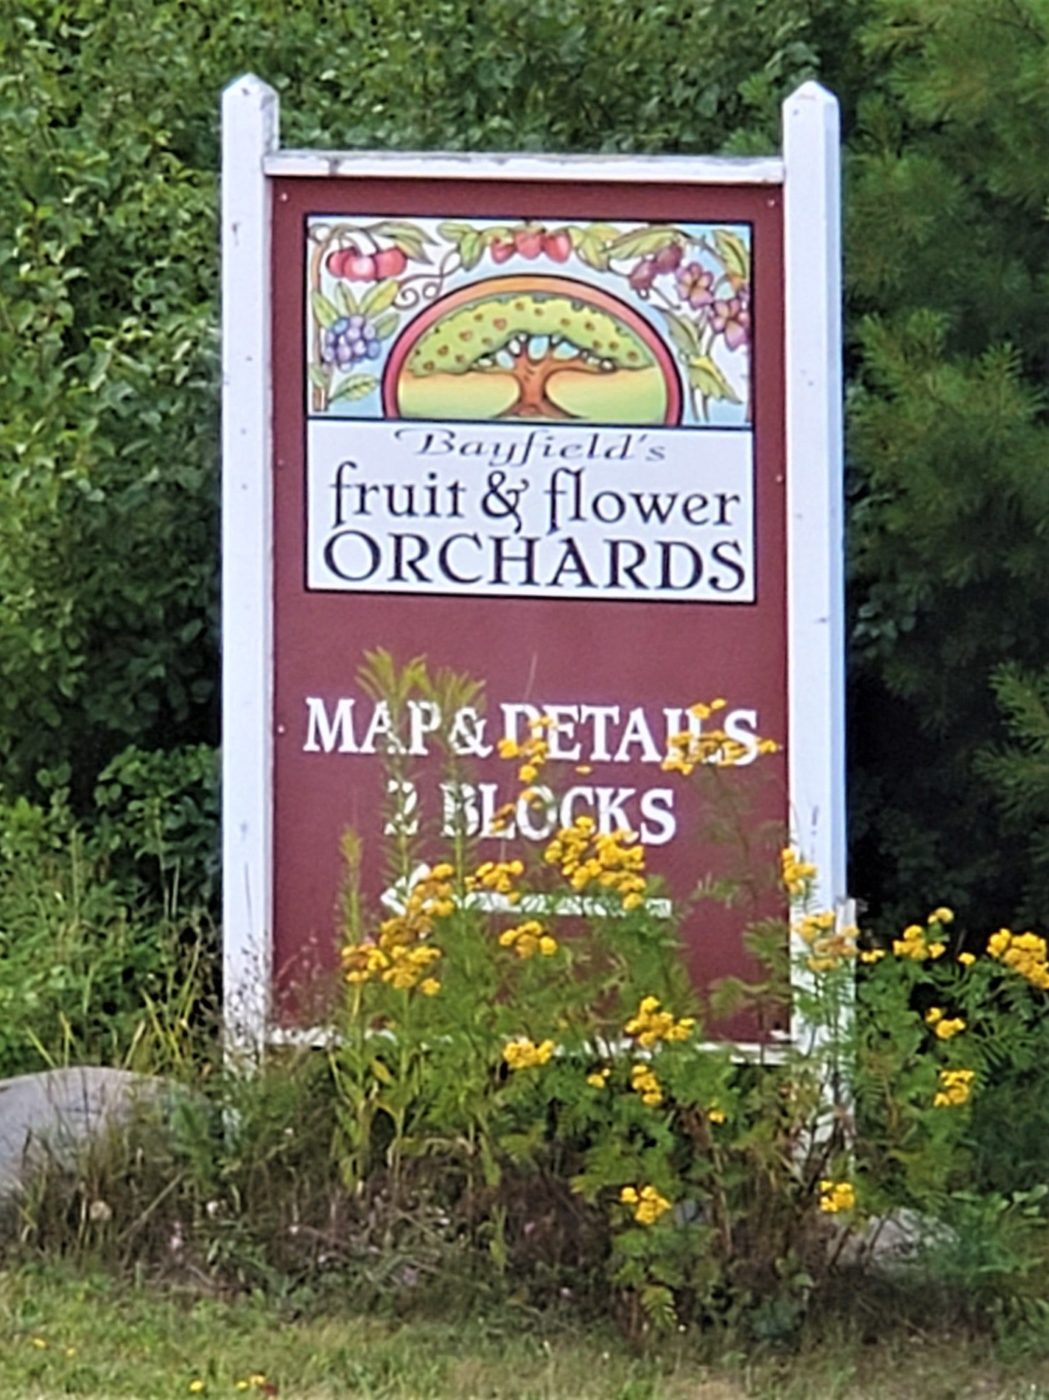 Bayfield's
fruit & flower
ORCHARDS
MAP & DETAILS
2 BLOCKS